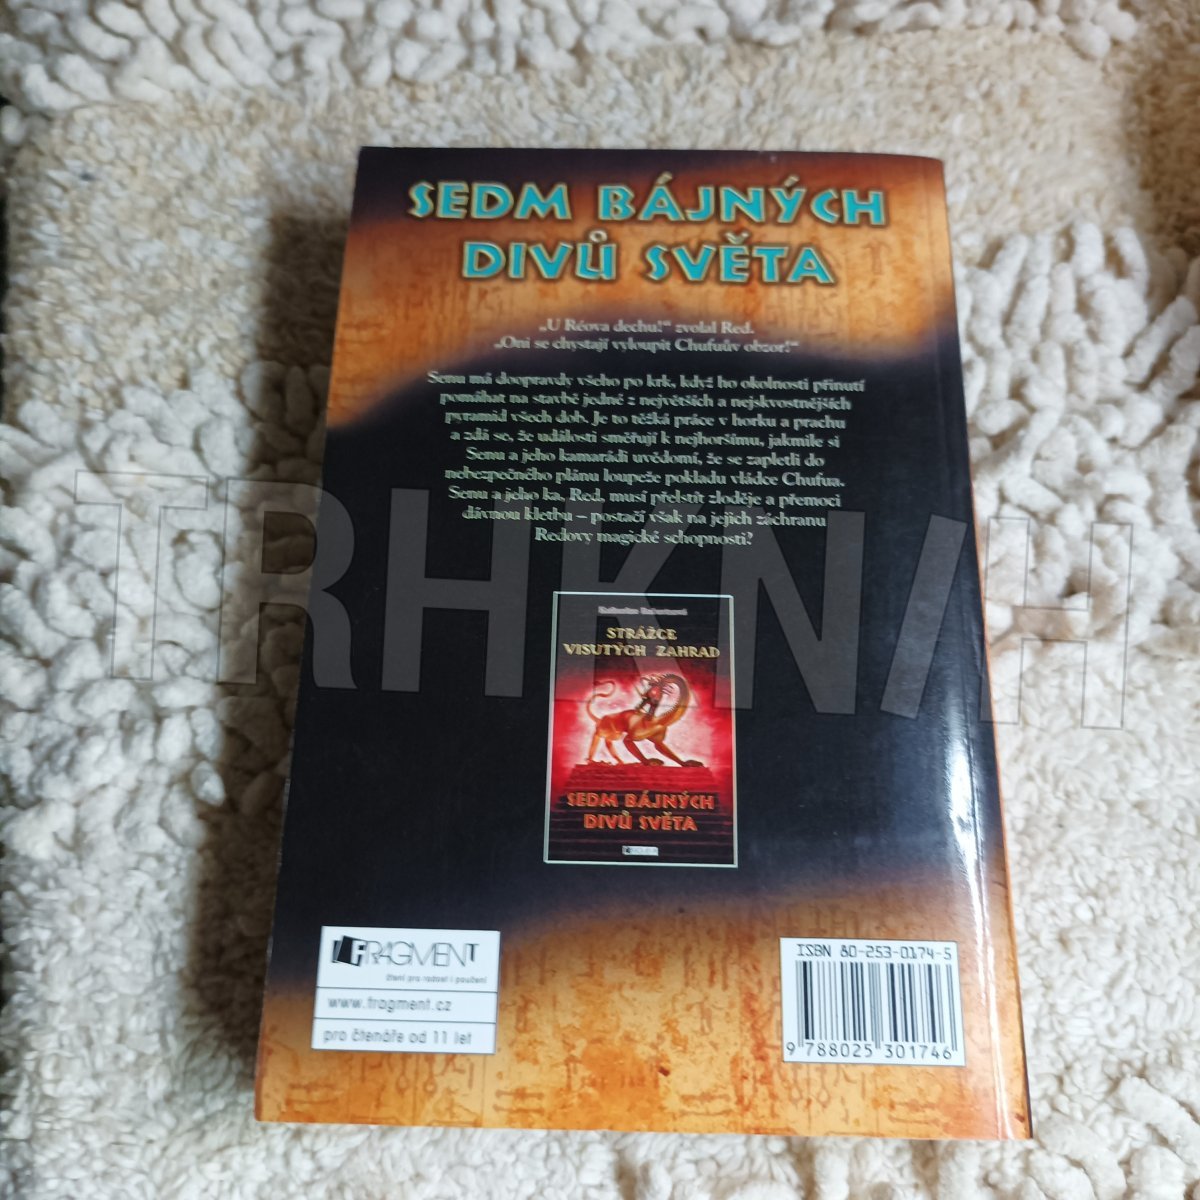 SEDM BÁJNÝCH
DIVŮ SVĚTA
„U Réova dechu!“ zvolal Red.
„Oni se chystají vyloupit Chufuův obzor!“
Senu má doopravdy všeho po krk, když ho okolnosti přinutí
pomáhat na stavbě jedné z největších a nejskvostnějších
pyramid všech dob. Je to těžká práce v horku a prachu
a zdá se, že události směřují k nejhoršímu, jakmile si
Senu a jeho kamarádi uvědomí, že se zapletli do
nebezpečného plánu loupeže pokladu vládce Chufua.
Senu a jeho ka, Red, musí přelstít zloděje a přemoci
dávnou kletbu – postačí však na jejich záchranu
Redovy magické schopnosti?
TRHKNIH
STRÁŽCE
VISUTÝCH ZAHRAD
SEDM BÁJNÝCH
DIVŮ SVĚTA
FRAGMENT
čtení pro radost i poučení
www.fragment.cz
pro čtenáře od 11 let
ISBN 80-253-0174-5
9 788025 301746